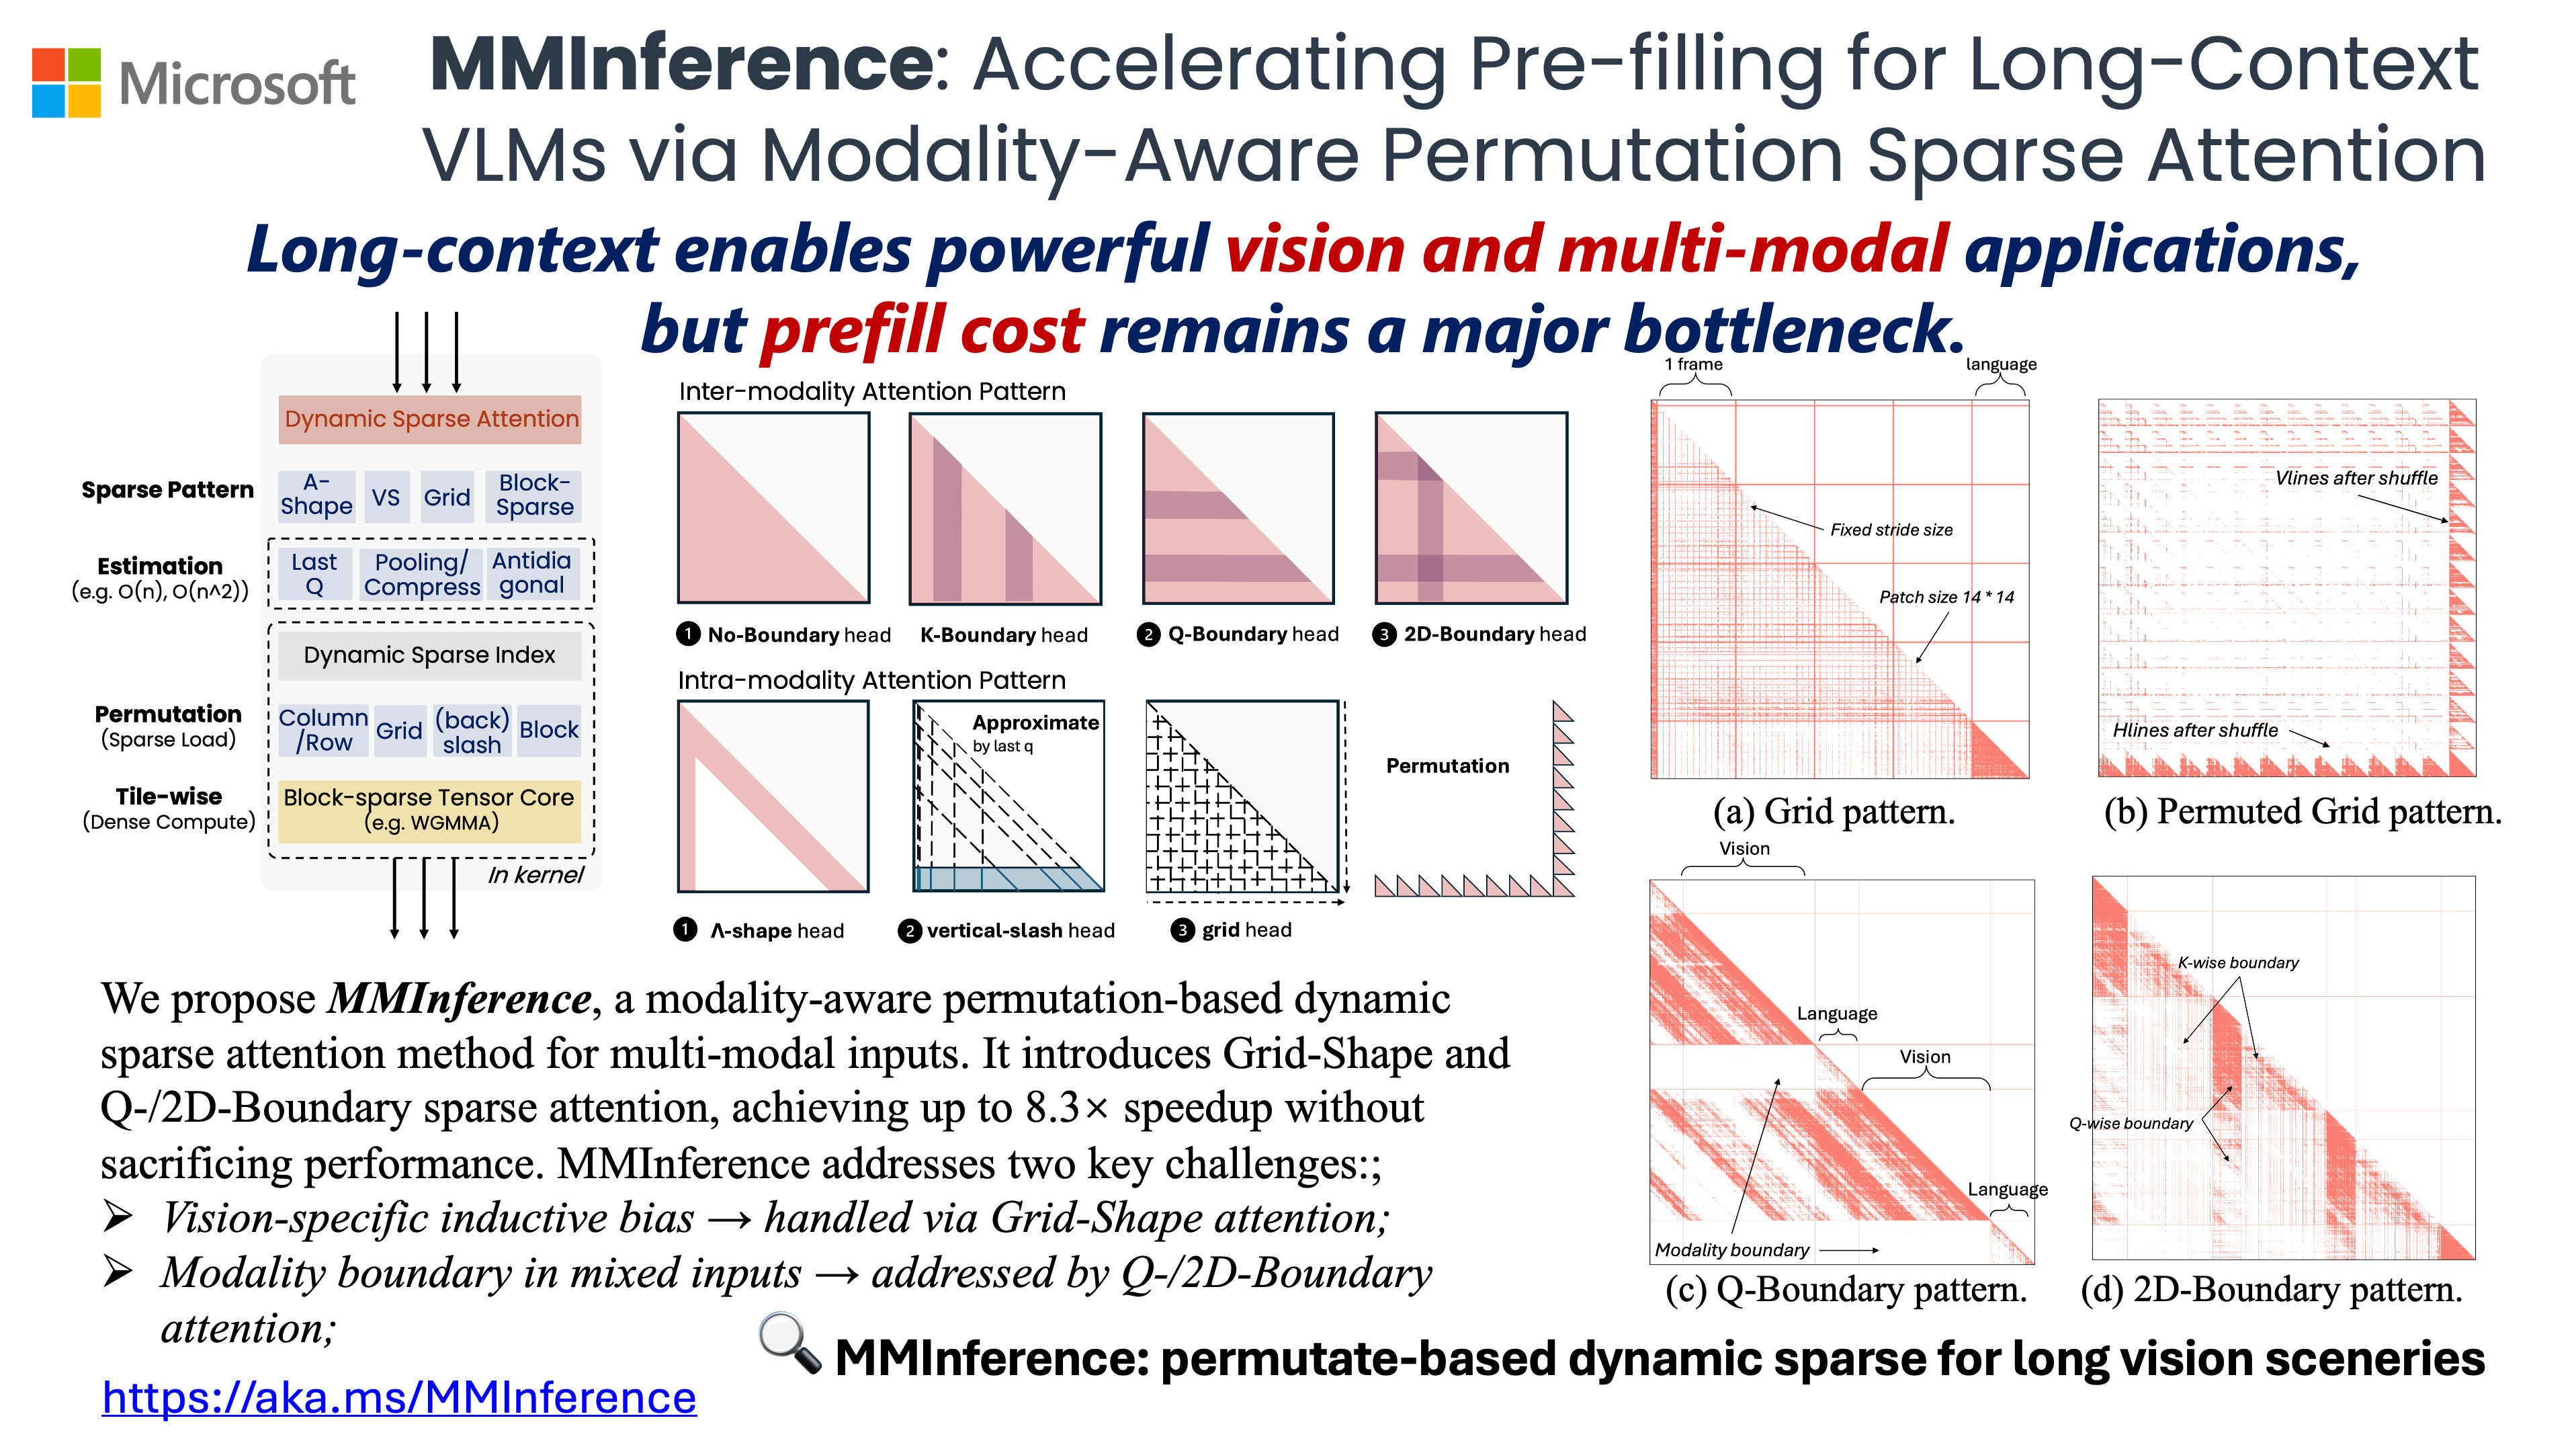 Microsoft
MMInference: Accelerating Pre-filling for Long-Context
VLMs via Modality-Aware Permutation Sparse Attention
Long-context enables powerful vision and multi-modal applications,
but prefill cost remains a major bottleneck.
Dynamic Sparse Attention
Sparse Pattern
A-
Shape
VS
Grid
Block-
Sparse
Estimation
(e.g. O(n), O(n^2))
Last
Q
Pooling/
Compress
Antidia
gonal
Dynamic Sparse Index
Permutation
(Sparse Load)
Column
/Row
Grid
(back)
slash
Block
Tile-wise
(Dense Compute)
Block-sparse Tensor Core
(e.g. WGMMA)
In kernel
Inter-modality Attention Pattern
1 No-Boundary head
K-Boundary head
2 Q-Boundary head
3 2D-Boundary head
Intra-modality Attention Pattern
Approximate
by last q
Permutation
1 Λ-shape head
2 vertical-slash head
3 grid head
1 frame
language
Fixed stride size
Patch size 14 * 14
(a) Grid pattern.
Vlines after shuffle
Hlines after shuffle
(b) Permuted Grid pattern.
Vision
Language
Vision
Language
Modality boundary
(c) Q-Boundary pattern.
K-wise boundary
Q-wise boundary
(d) 2D-Boundary pattern.
We propose MMInference, a modality-aware permutation-based dynamic
sparse attention method for multi-modal inputs. It introduces Grid-Shape and
Q-/2D-Boundary sparse attention, achieving up to 8.3× speedup without
sacrificing performance. MMInference addresses two key challenges:;
➢ Vision-specific inductive bias → handled via Grid-Shape attention;
➢ Modality boundary in mixed inputs → addressed by Q-/2D-Boundary
attention;
MMInference: permutate-based dynamic sparse for long vision sceneries
https://aka.ms/MMInference